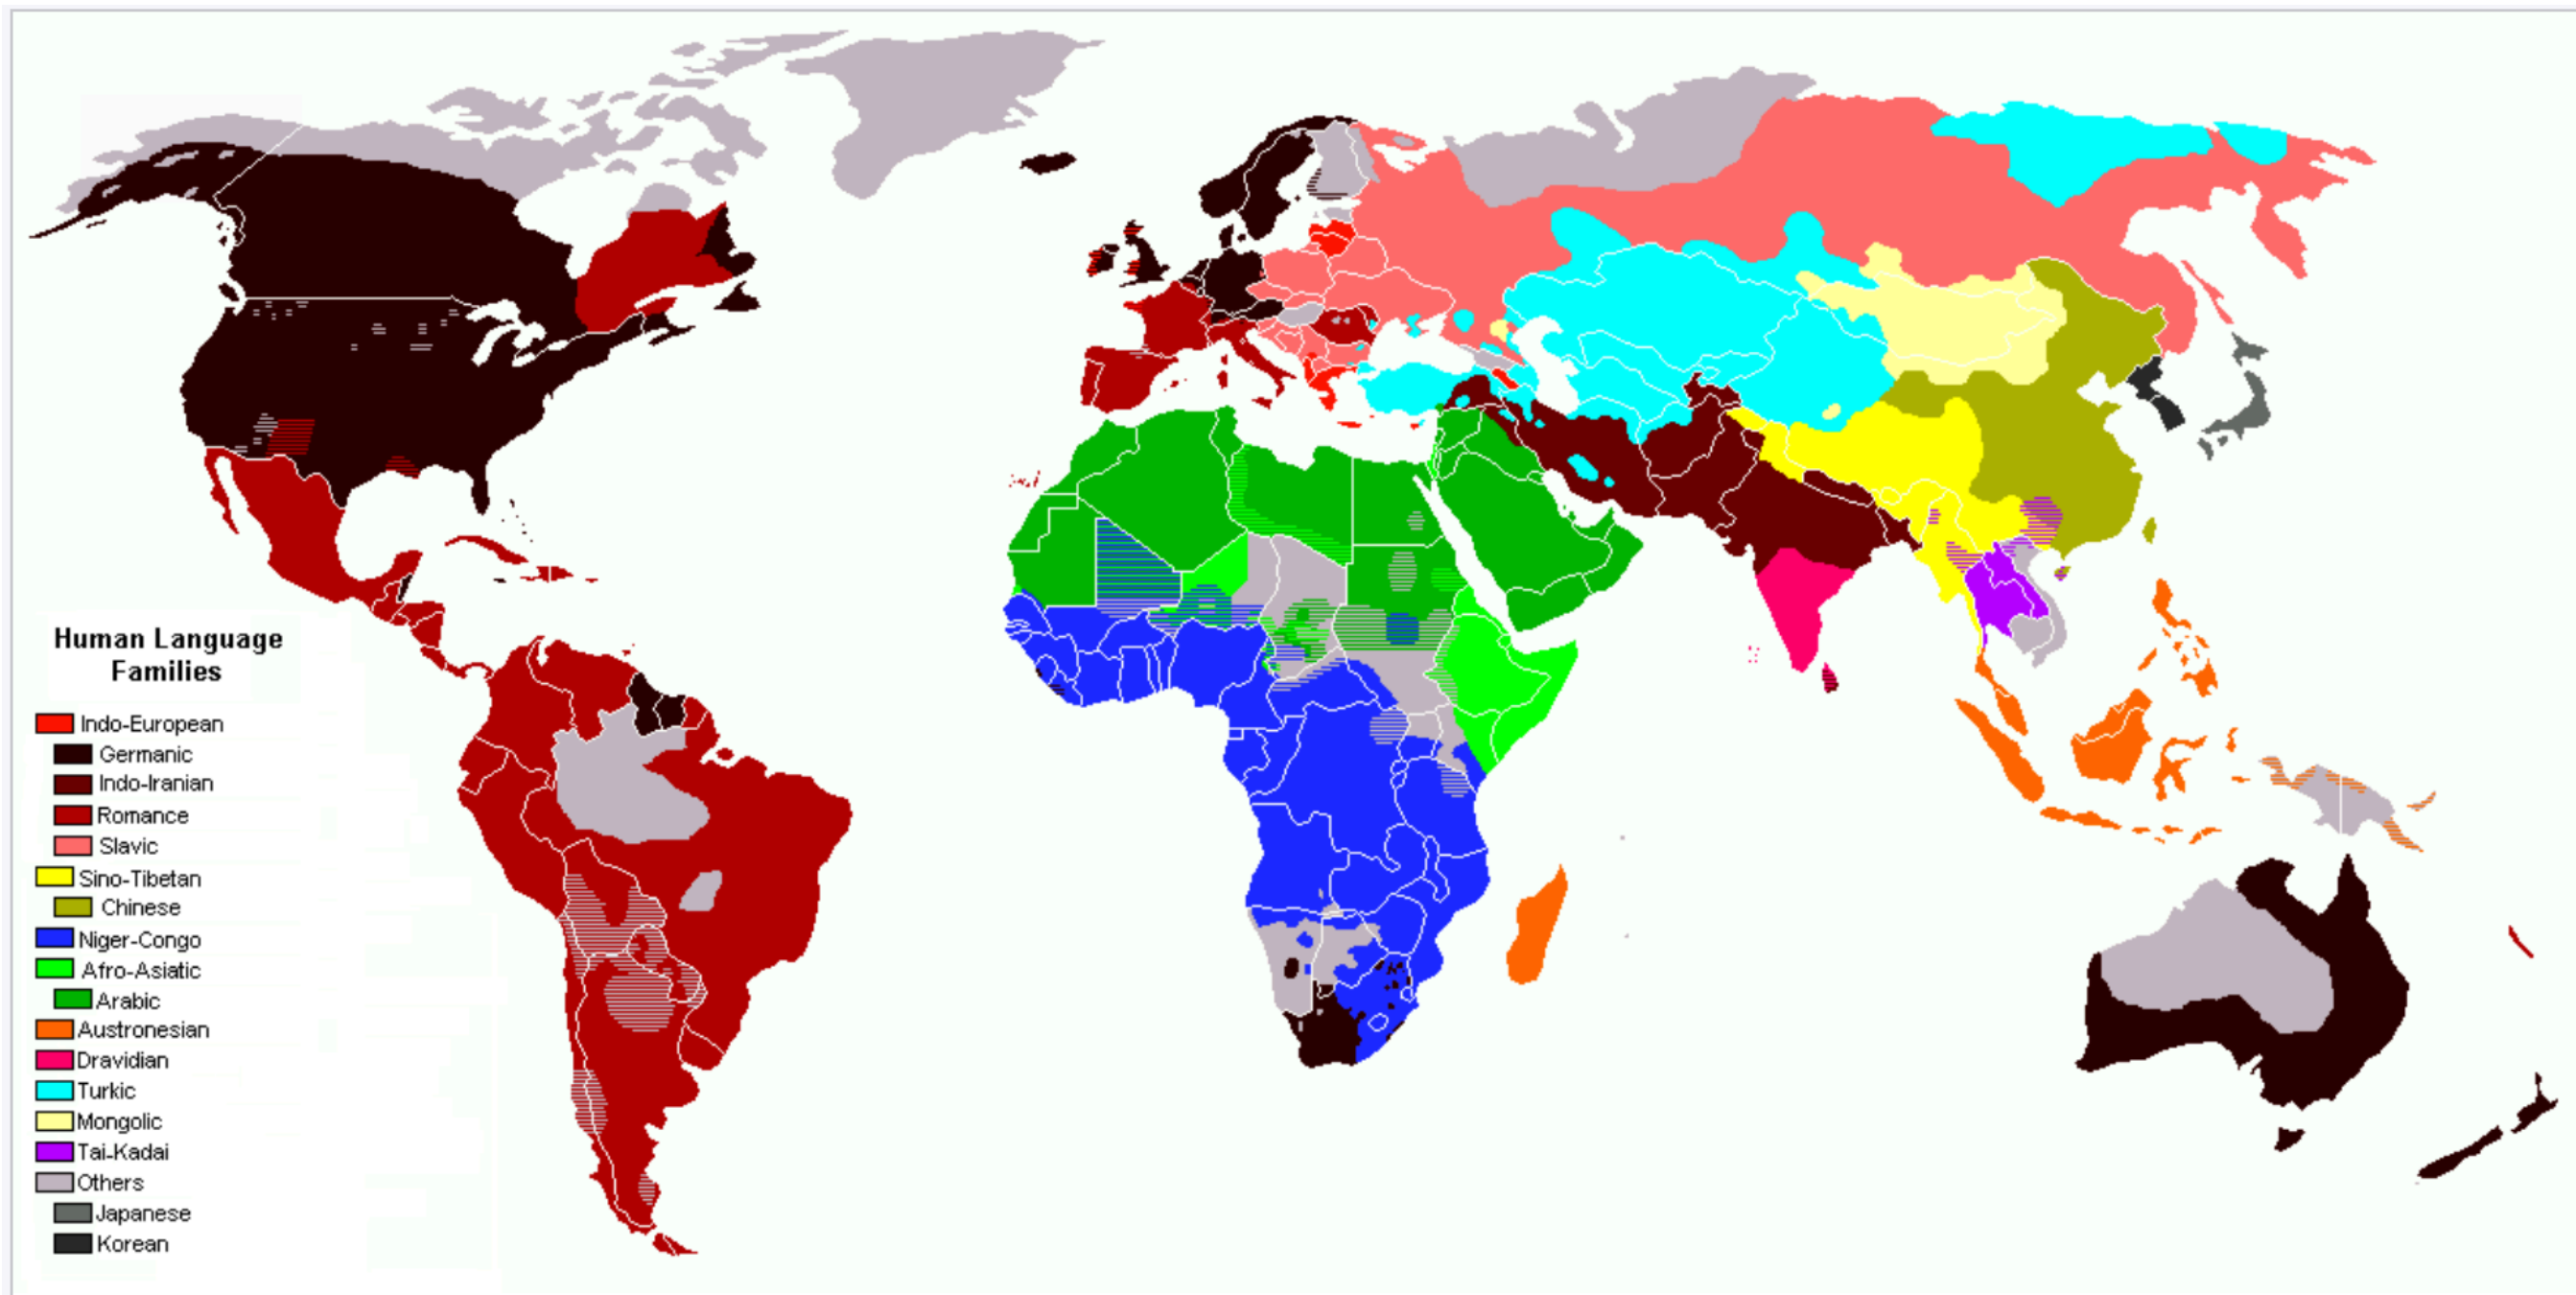 Human Language
Families
Indo-European
Germanic
Indo-Iranian
Romance
Slavic
Sino-Tibetan
Chinese
Niger-Congo
Afro-Asiatic
Arabic
Austronesian
Dravidian
Turkic
Mongolic
Tai-Kadai
Others
Japanese
Korean